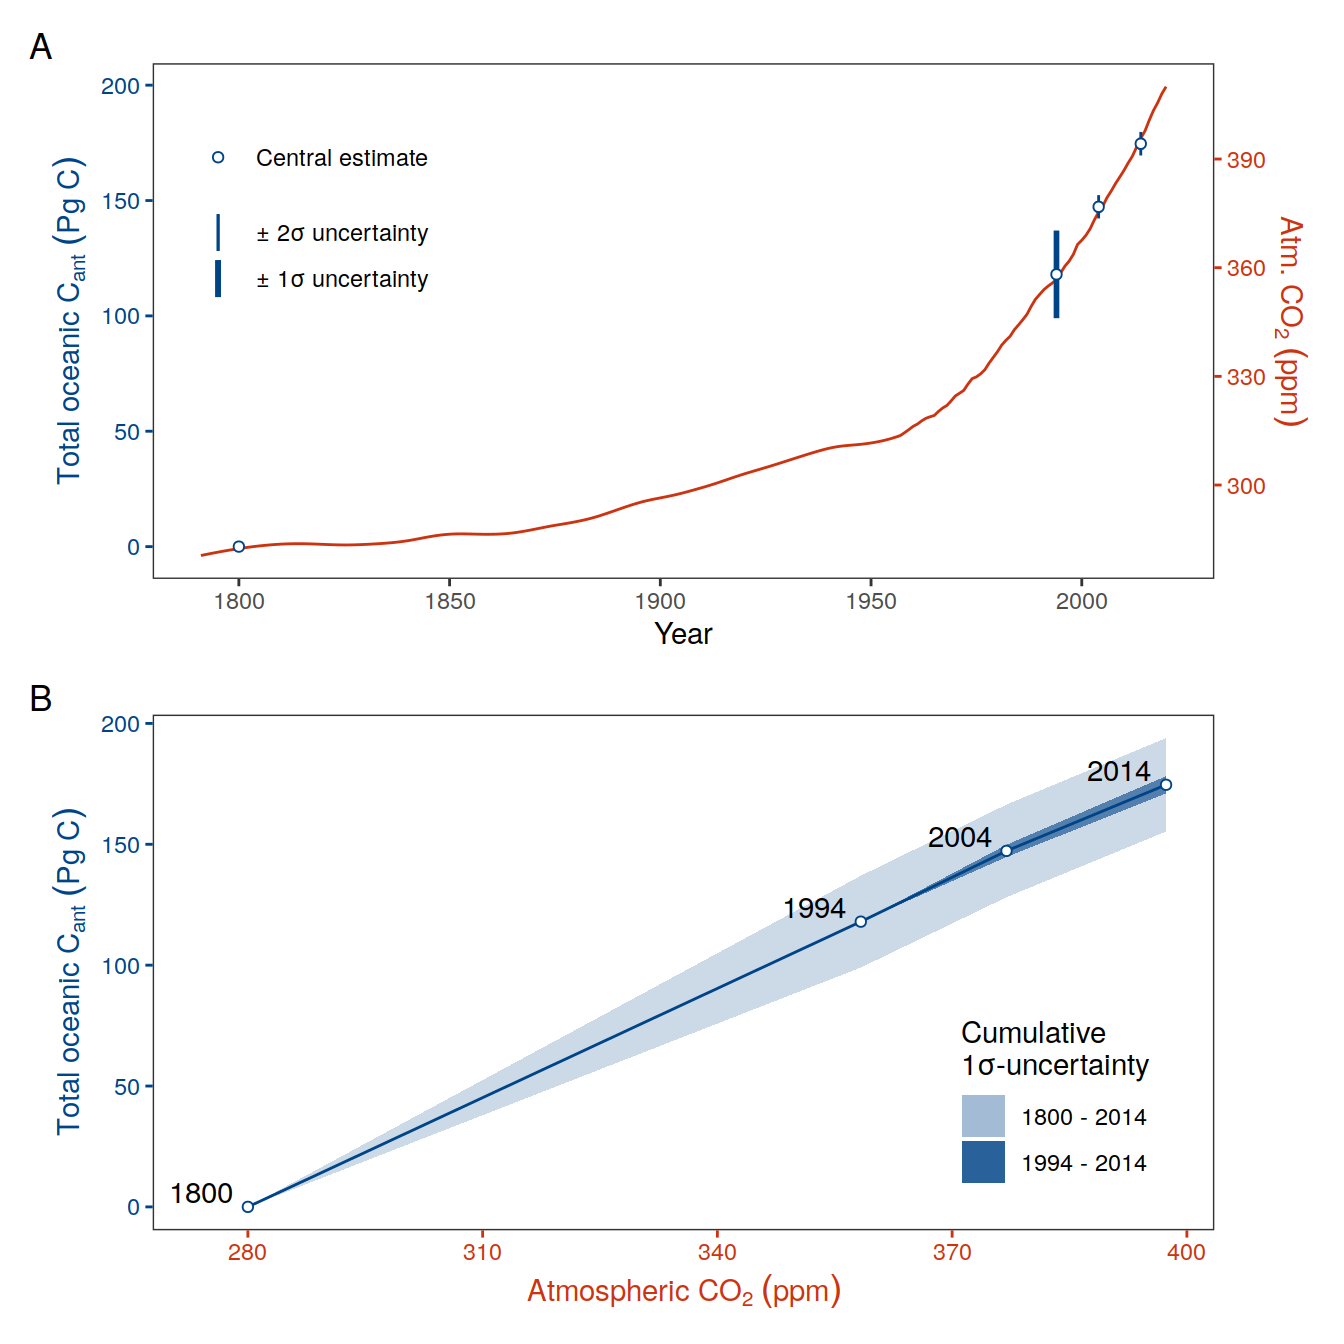 A
200
150
100
50
0
Total oceanic Cant (Pg C)
Central estimate
± 2σ uncertainty
± 1σ uncertainty
390
360
330
300
Atm. CO2 (ppm)
1800 1850 1900 1950 2000
Year
B
200
150
100
50
0
Total oceanic Cant (Pg C)
2014
2004
1994
1800
Cumulative
1σ-uncertainty
1800 - 2014
1994 - 2014
280 310 340 370 400
Atmospheric CO2 (ppm)